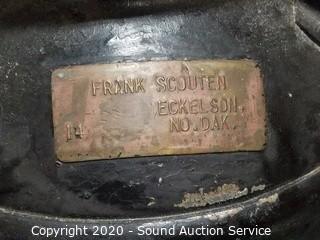 FRANK SCOUTEN
ECKELSON.
14 NO.DAK.
Copyright 2020 - Sound Auction Service